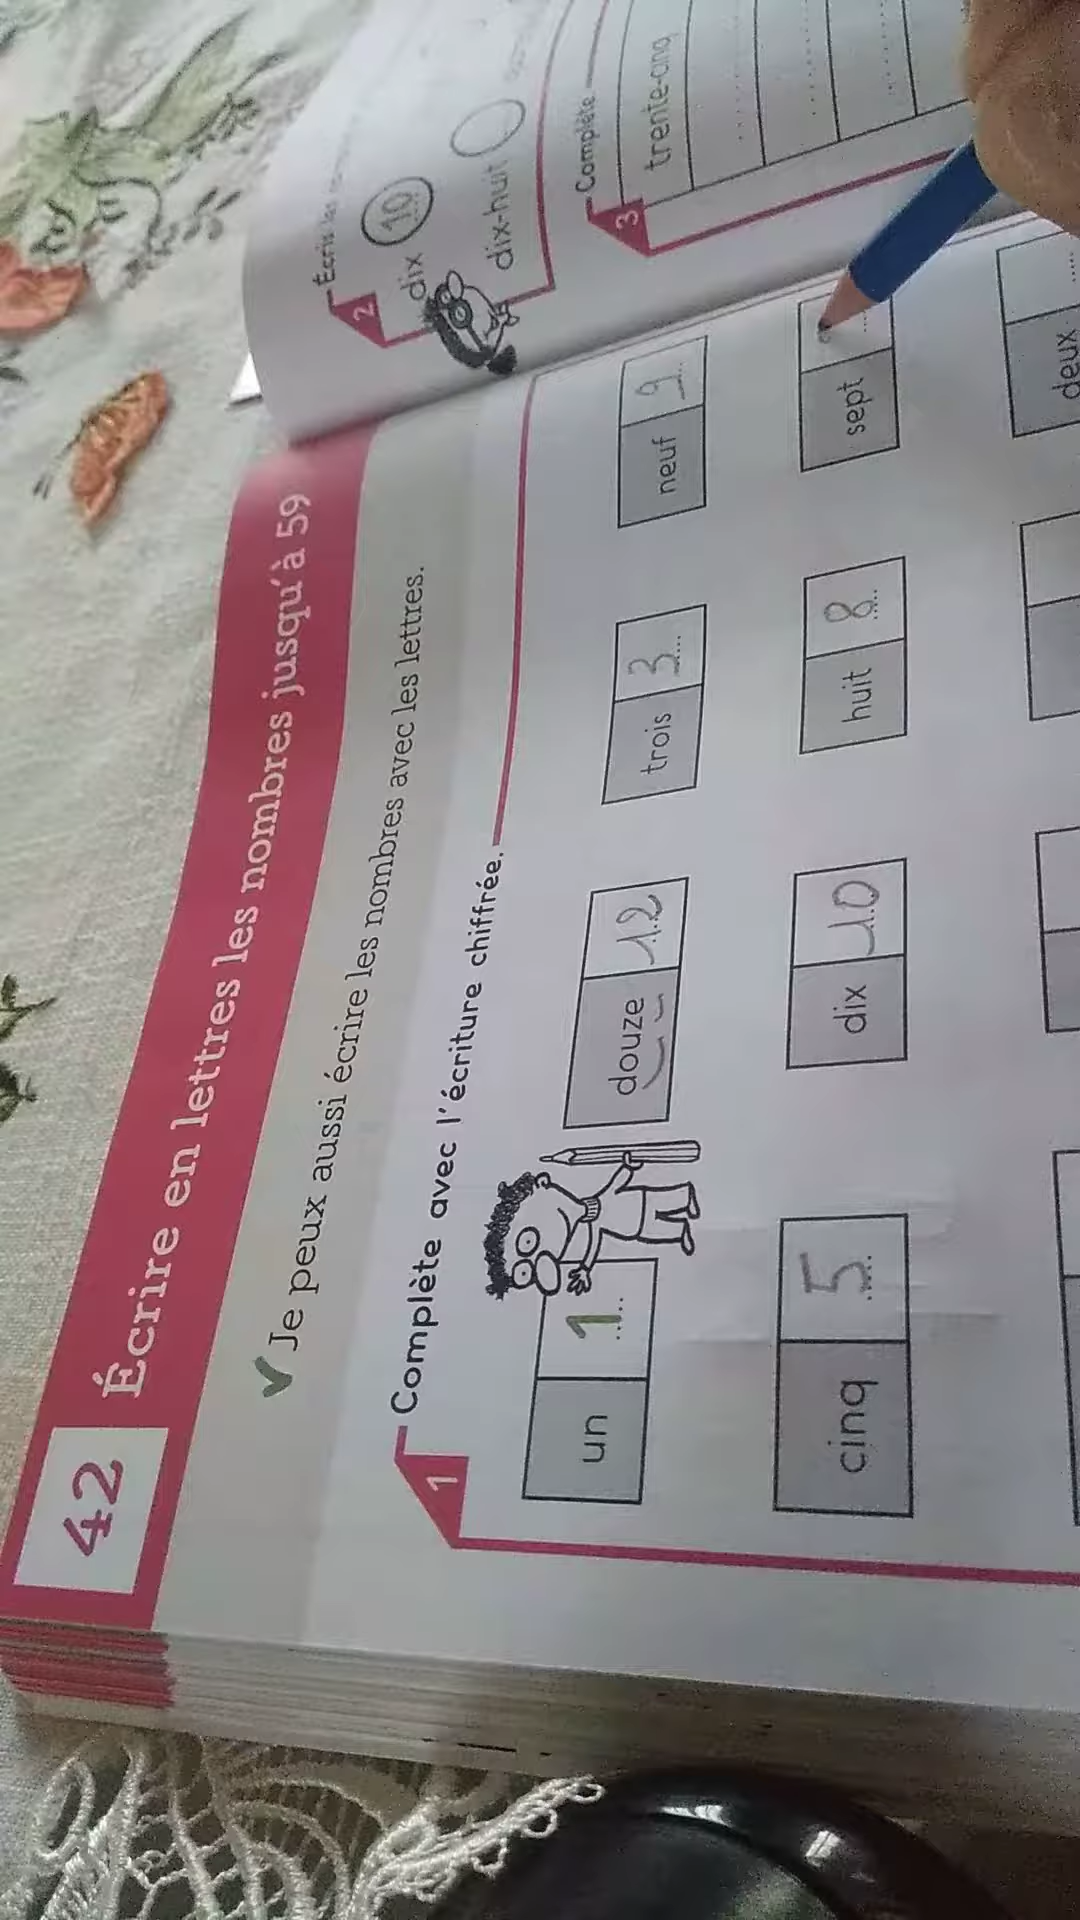 42 Écrire en lettres les nombres jusqu'à 59
✓ Je peux aussi écrire les nombres avec les lettres.
1 Complète avec l'écriture chiffrée.
un 1 douze 12 trois 3 neuf 9
cinq 5 dix 10 huit 8 sept
deux
2 Écris les
dix 10
dix-huit
3 Complète
trente-cinq